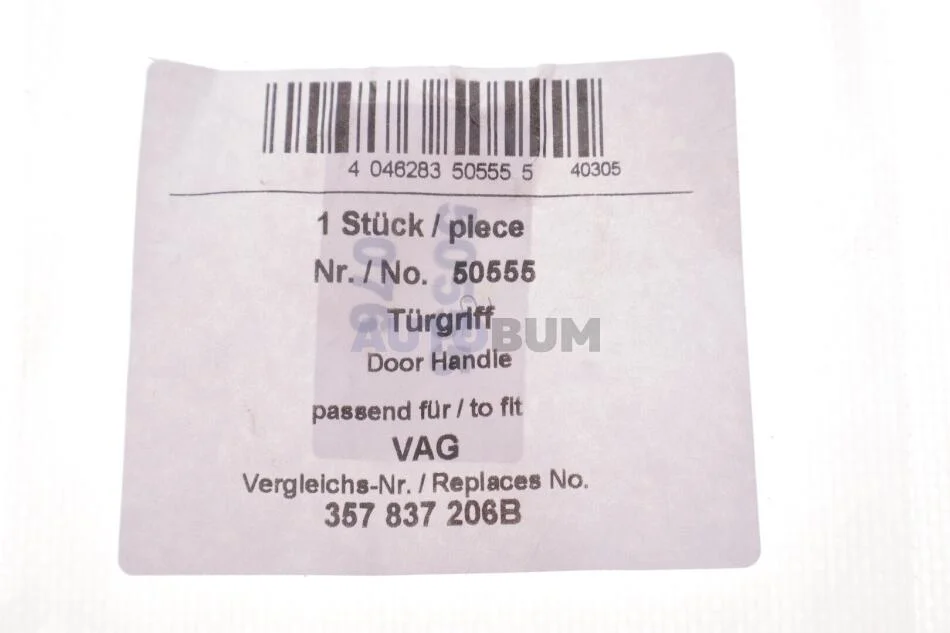 4 046283 50555 5 40305
1 Stück / piece
Nr. / No. 50555
Türgriff
AUTOBUM
Door Handle
passend für / to fit
VAG
Vergleichs-Nr. / Replaces No.
357 837 206B